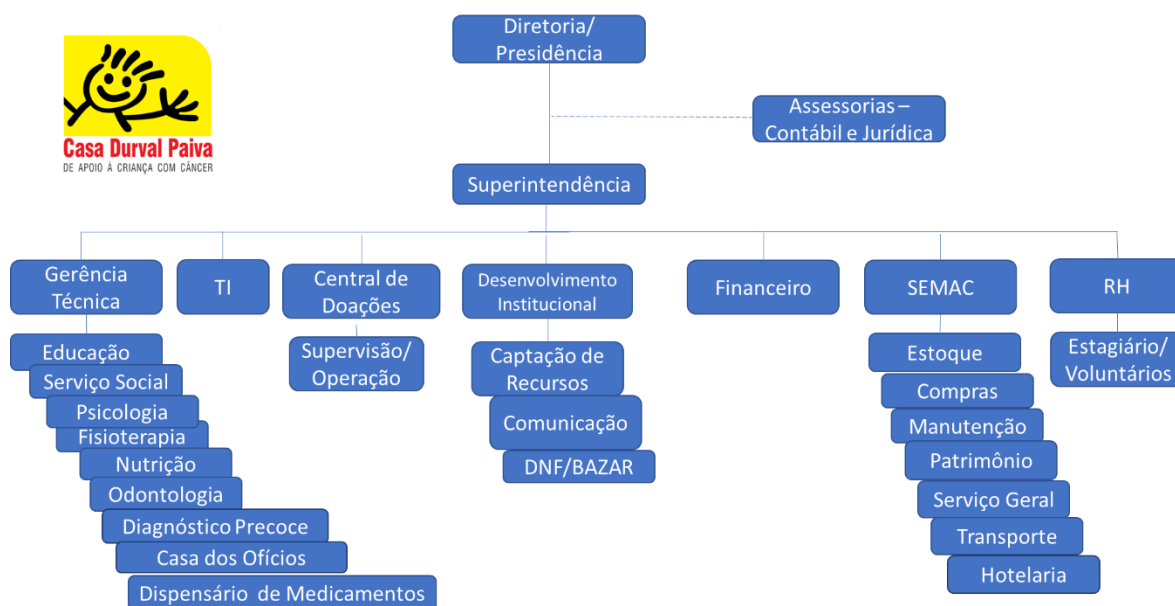 Diretoria/
Presidência
Casa Durval Paiva
DE APOIO À CRIANÇA COM CÂNCER
Assessorias –
Contábil e Jurídica
Superintendência
Gerência
Técnica
TI
Central de
Doações
Desenvolvimento
Institucional
Financeiro
SEMAC
RH
Educação
Serviço Social
Psicologia
Fisioterapia
Nutrição
Odontologia
Diagnóstico Precoce
Casa dos Ofícios
Dispensário de Medicamentos
Supervisão/
Operação
Captação de
Recursos
Comunicação
DNF/BAZAR
Estoque
Compras
Manutenção
Patrimônio
Serviço Geral
Transporte
Hotelaria
Estagiário/
Voluntários